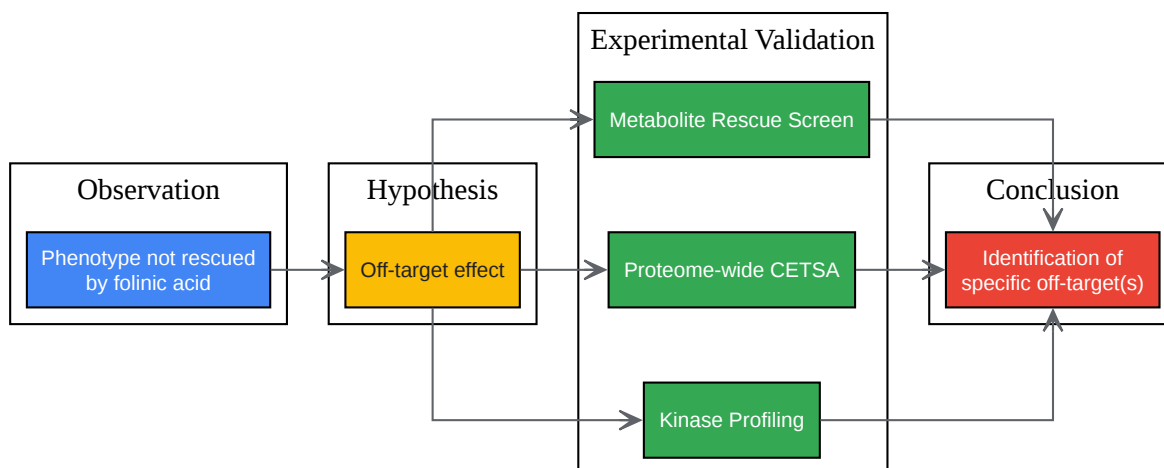 Observation
Phenotype not rescued
by folinic acid
Hypothesis
Off-target effect
Experimental Validation
Metabolite Rescue Screen
Proteome-wide CETSA
Kinase Profiling
Conclusion
Identification of
specific off-target(s)